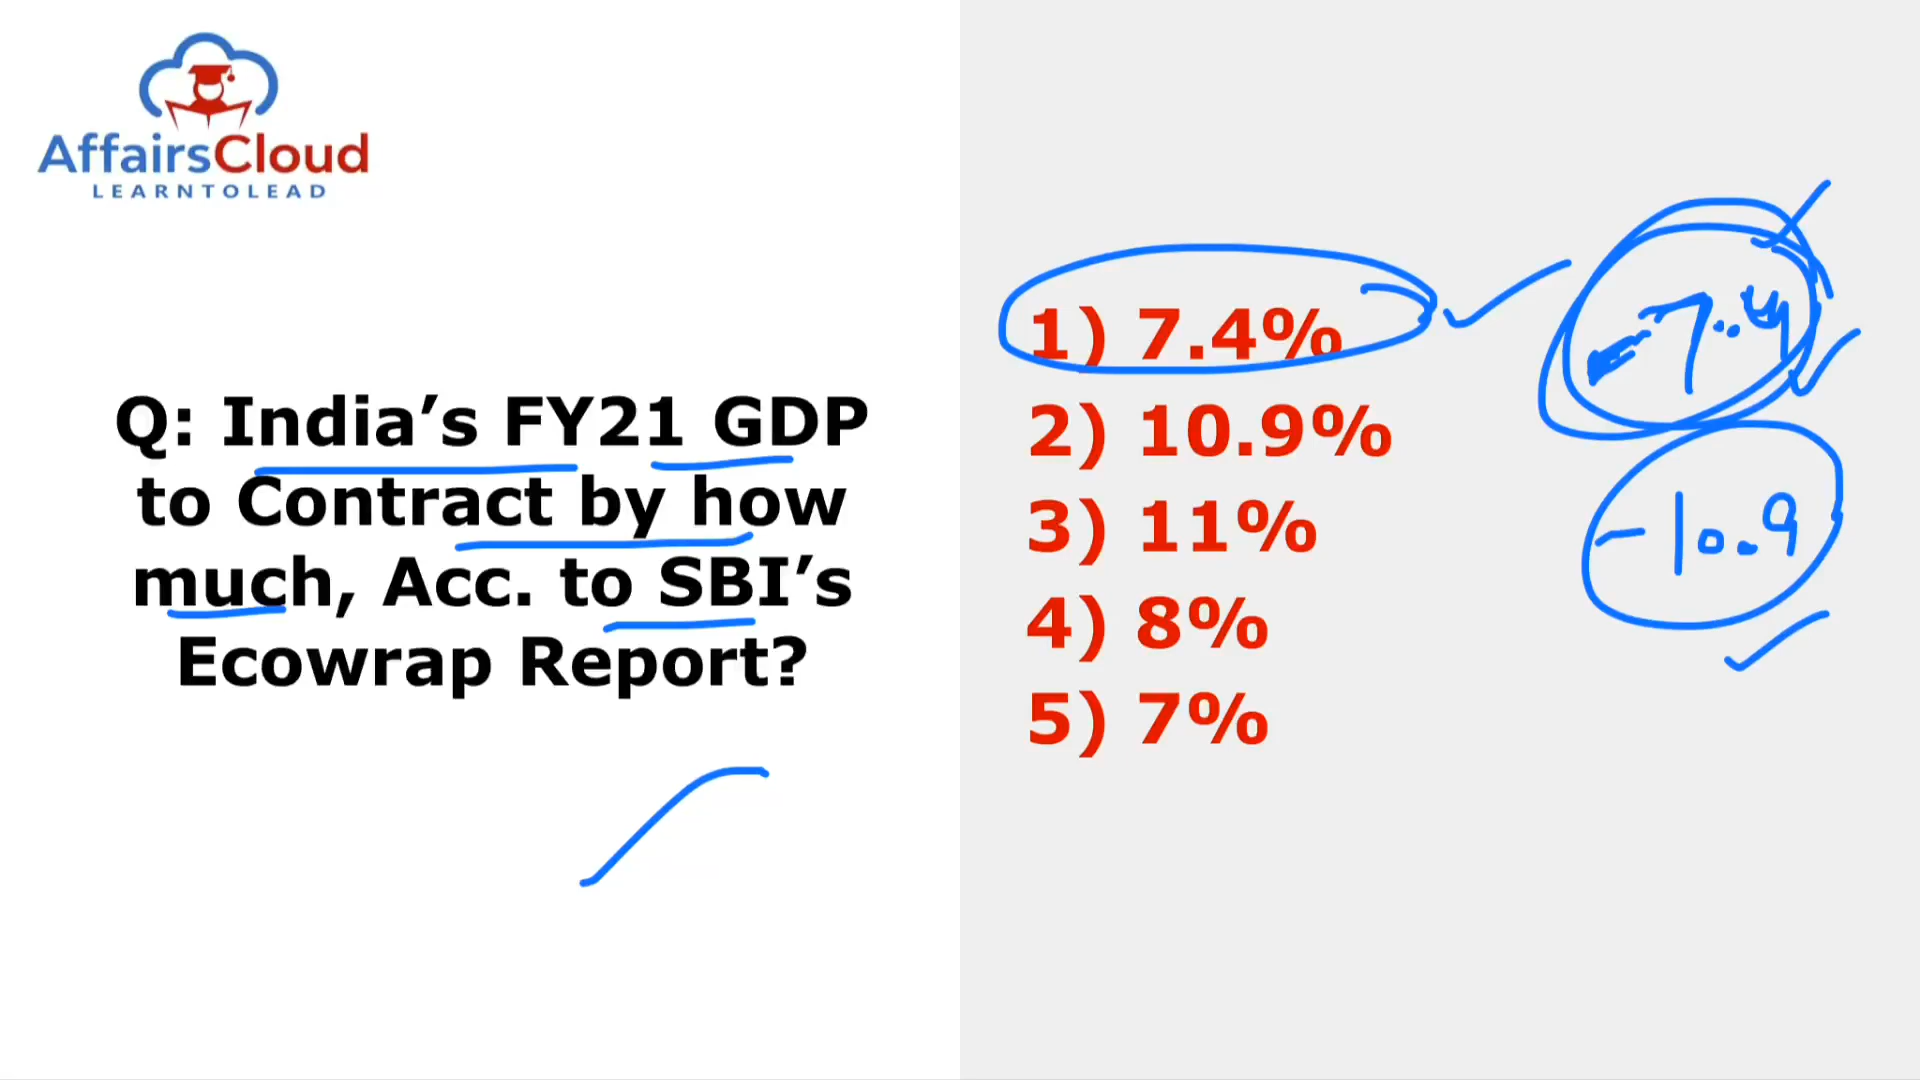 AffairsCloud
LEARNTOLEAD
Q: India’s FY21 GDP
to Contract by how
much, Acc. to SBI’s
Ecowrap Report?
1) 7.4%
2) 10.9%
3) 11%
4) 8%
5) 7%
-7.4
-10.9